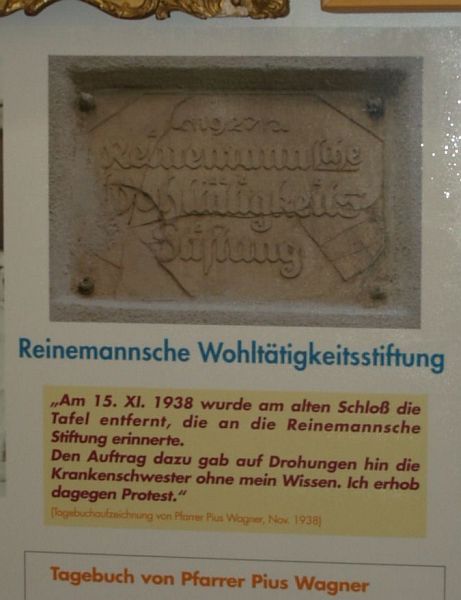 1927
Reinemannsche
Wohltätigkeits
Stiftung
Reinemannsche Wohltätigkeitsstiftung
„Am 15. XI. 1938 wurde am alten Schloß die
Tafel entfernt, die an die Reinemannsche
Stiftung erinnerte.
Den Auftrag dazu gab auf Drohungen hin die
Krankenschwester ohne mein Wissen. Ich erhob
dagegen Protest.“
(Tagebuchaufzeichnung von Pfarrer Pius Wagner, Nov. 1938)
Tagebuch von Pfarrer Pius Wagner